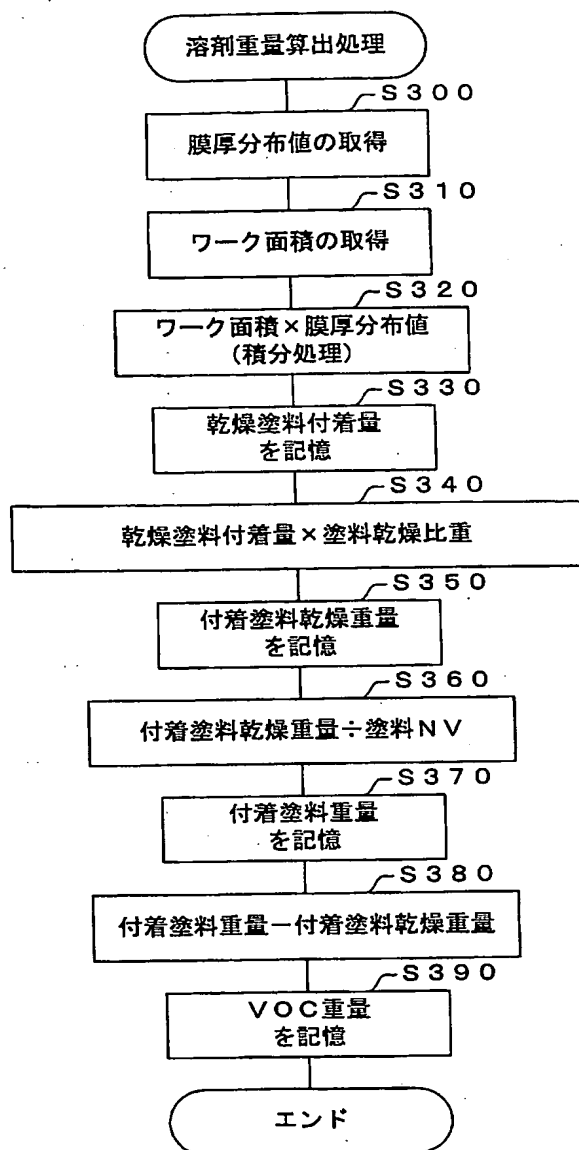 溶剤重量算出処理
S300
膜厚分布値の取得
S310
ワーク面積の取得
S320
ワーク面積×膜厚分布値
(積分処理)
S330
乾燥塗料付着量
を記憶
S340
乾燥塗料付着量×塗料乾燥比重
S350
付着塗料乾燥重量
を記憶
S360
付着塗料乾燥重量÷塗料NV
S370
付着塗料重量
を記憶
S380
付着塗料重量－付着塗料乾燥重量
S390
VOC重量
を記憶
エンド